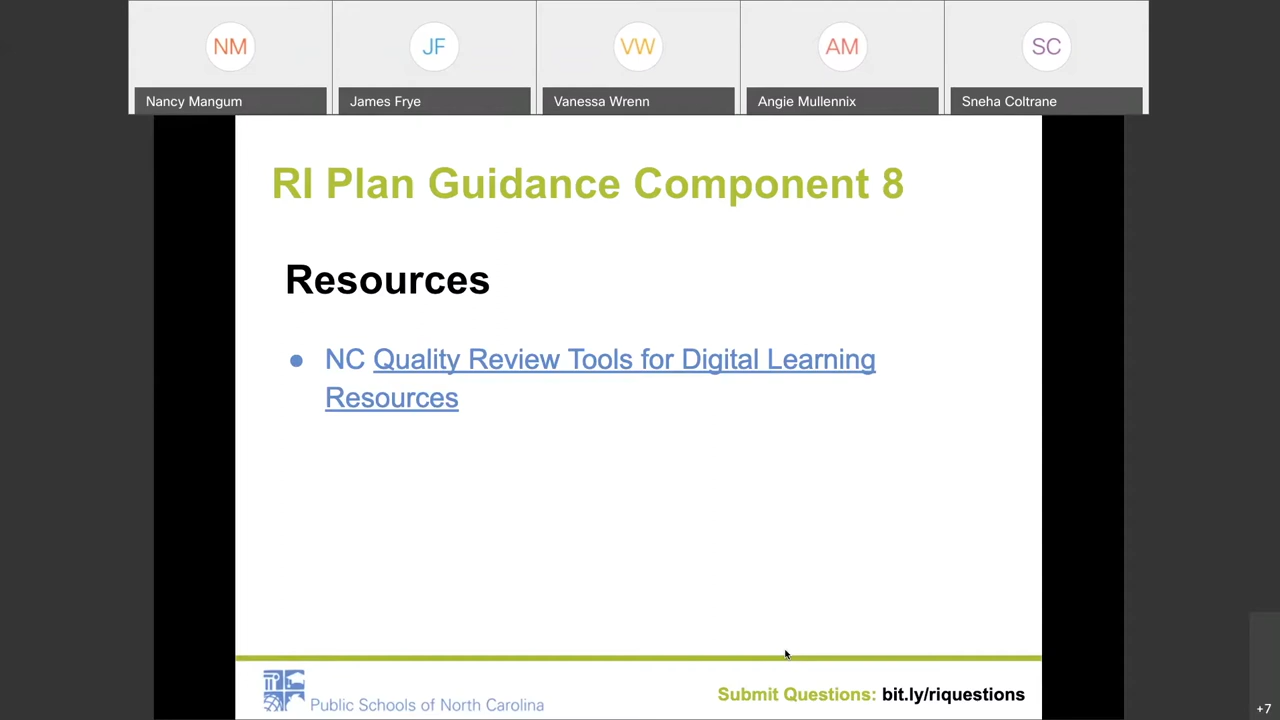 NM
JF
VW
AM
SC
Nancy Mangum
James Frye
Vanessa Wrenn
Angie Mullennix
Sneha Coltrane
RI Plan Guidance Component 8
Resources
● NC Quality Review Tools for Digital Learning
Resources
Public Schools of North Carolina
Submit Questions: bit.ly/riquestions
+7